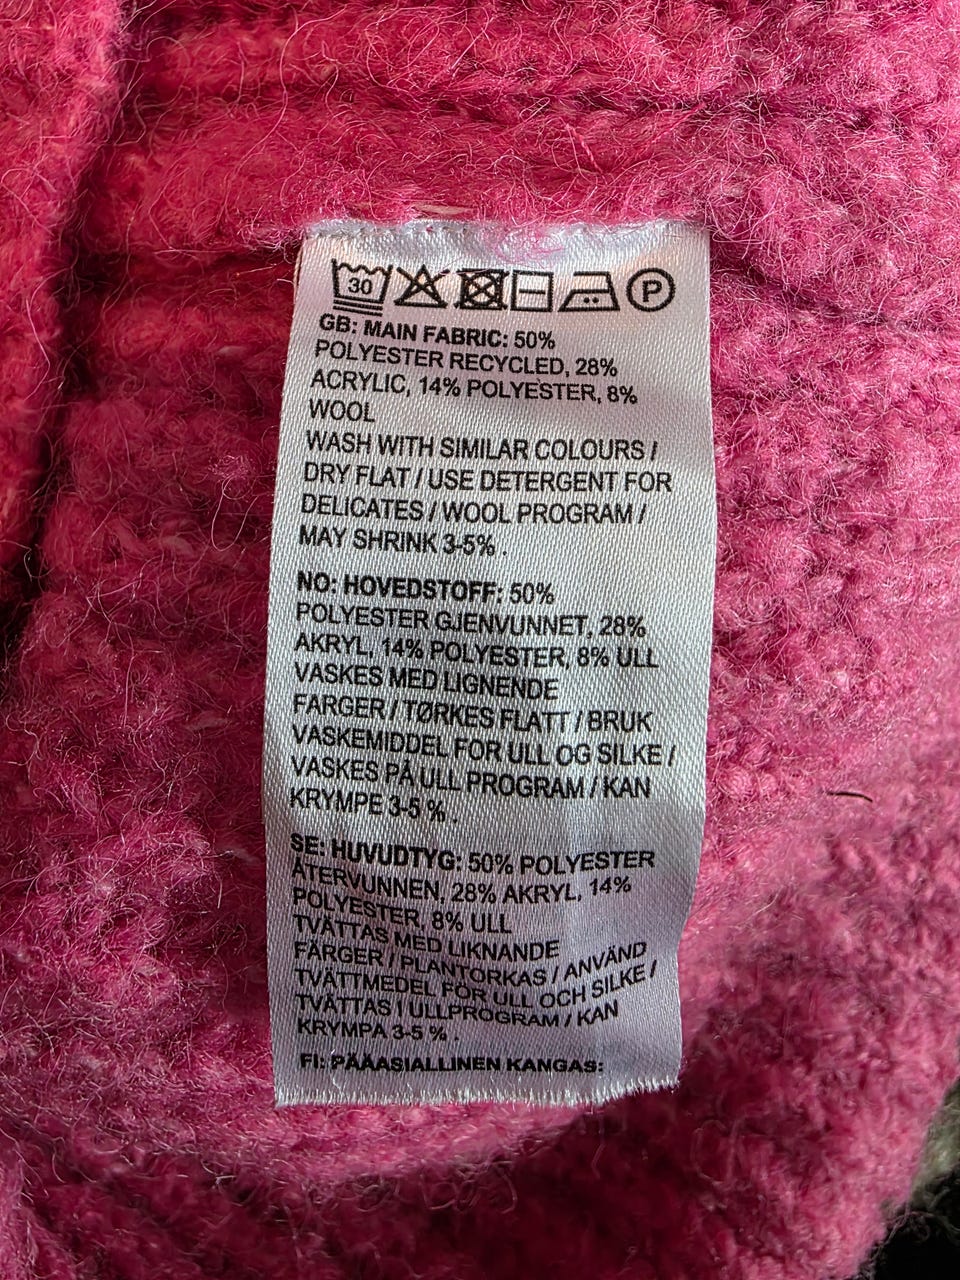 30 P
GB: MAIN FABRIC: 50%
POLYESTER RECYCLED, 28%
ACRYLIC, 14% POLYESTER, 8%
WOOL
WASH WITH SIMILAR COLOURS /
DRY FLAT / USE DETERGENT FOR
DELICATES / WOOL PROGRAM /
MAY SHRINK 3-5% .
NO: HOVEDSTOFF: 50%
POLYESTER GJENVUNNET, 28%
AKRYL, 14% POLYESTER, 8% ULL
VASKES MED LIGNENDE
FARGER / TØRKES FLATT / BRUK
VASKEMIDDEL FOR ULL OG SILKE /
VASKES PÅ ULL PROGRAM / KAN
KRYMPE 3-5 % .
SE: HUVUDTYG: 50% POLYESTER
ÅTERVUNNEN, 28% AKRYL, 14%
POLYESTER, 8% ULL
TVÄTTAS MED LIKNANDE
FÄRGER / PLANTORKAS / ANVÄND
TVÄTTMEDEL FÖR ULL OCH SILKE /
TVÄTTAS I ULLPROGRAM / KAN
KRYMPA 3-5 % .
FI: PÄÄASIALLINEN KANGAS: